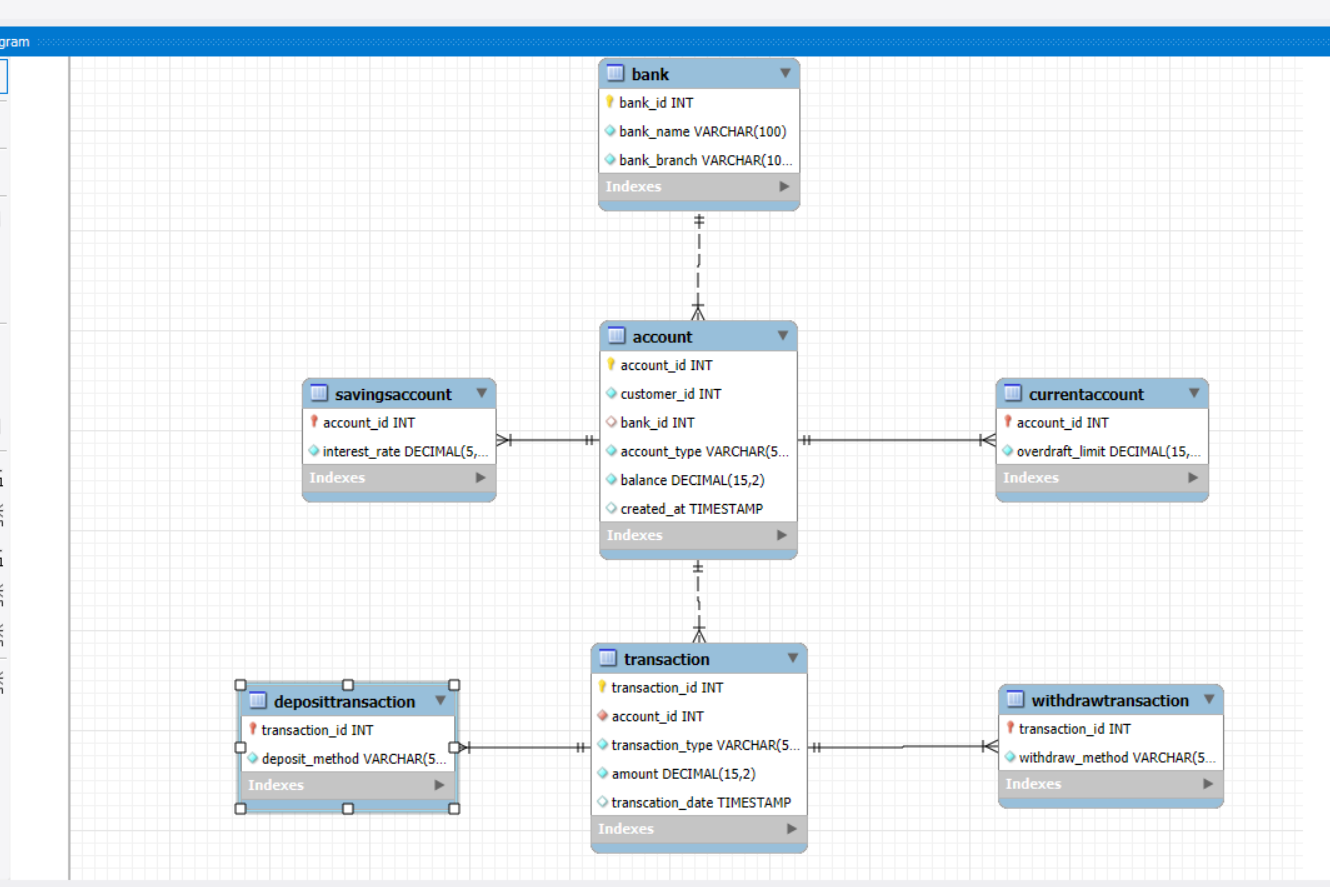 gram
bank
bank_id INT
bank_name VARCHAR(100)
bank_branch VARCHAR(10...
Indexes
account
account_id INT
customer_id INT
bank_id INT
account_type VARCHAR(5...
balance DECIMAL(15,2)
created_at TIMESTAMP
Indexes
savingsaccount
account_id INT
interest_rate DECIMAL(5,...
Indexes
currentaccount
account_id INT
overdraft_limit DECIMAL(15,...
Indexes
transaction
transaction_id INT
account_id INT
transaction_type VARCHAR(5...
amount DECIMAL(15,2)
transcation_date TIMESTAMP
Indexes
deposittransaction
transaction_id INT
deposit_method VARCHAR(5...
Indexes
withdrawtransaction
transaction_id INT
withdraw_method VARCHAR(5...
Indexes